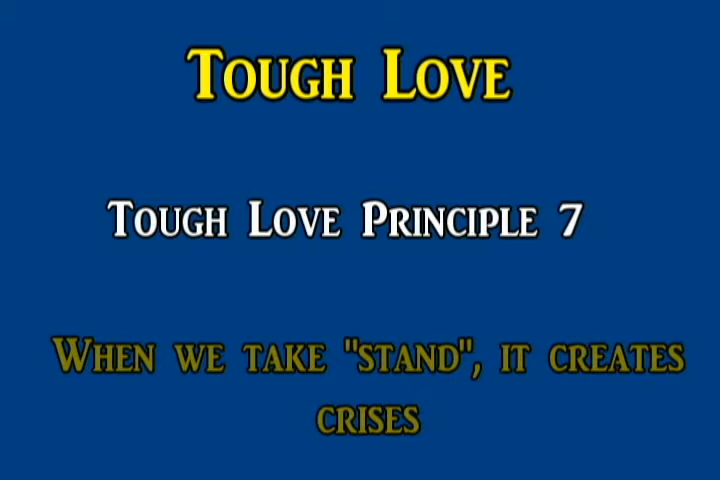 Tough Love
Tough Love Principle 7
When we take "stand", it creates
crises